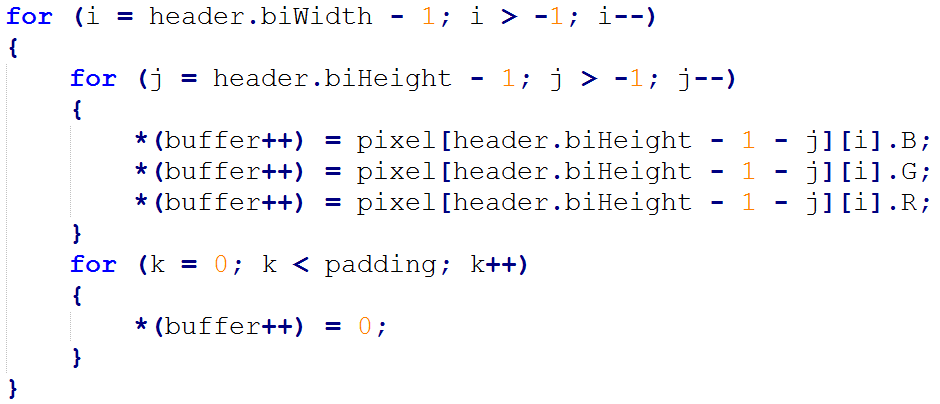 for (i = header.biWidth - 1; i > -1; i--)
{
    for (j = header.biHeight - 1; j > -1; j--)
    {
        *(buffer++) = pixel[header.biHeight - 1 - j][i].B;
        *(buffer++) = pixel[header.biHeight - 1 - j][i].G;
        *(buffer++) = pixel[header.biHeight - 1 - j][i].R;
    }
    for (k = 0; k < padding; k++)
    {
        *(buffer++) = 0;
    }
}